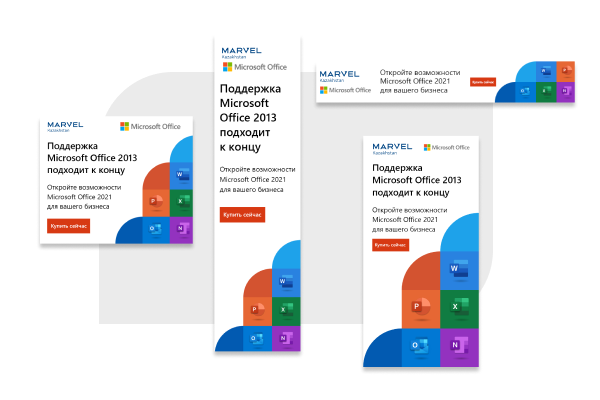 MARVEL
Kazakhstan
Microsoft Office
Поддержка
Microsoft Office 2013
подходит к концу
Откройте возможности
Microsoft Office 2021
для вашего бизнеса
Купить сейчас
W
P
X
O
N
MARVEL
Kazakhstan
Microsoft Office
Поддержка
Microsoft
Office 2013
подходит
к концу
Откройте возможности
Microsoft Office 2021
для вашего бизнеса
Купить сейчас
W
P
X
O
N
MARVEL
Kazakhstan
Microsoft Office
Откройте возможности
Microsoft Office 2021
для вашего бизнеса
Купить сейчас
W
P
O
X
N
MARVEL
Kazakhstan
Microsoft Office
Поддержка
Microsoft Office 2013
подходит к концу
Откройте возможности
Microsoft Office 2021
для вашего бизнеса
Купить сейчас
W
P
X
O
N